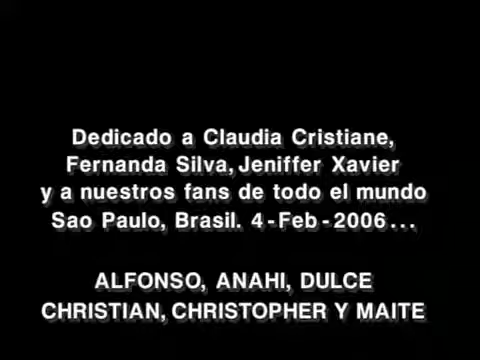 Dedicado a Claudia Cristiane,
Fernanda Silva, Jeniffer Xavier
y a nuestros fans de todo el mundo
Sao Paulo, Brasil. 4-Feb-2006...
ALFONSO, ANAHI, DULCE
CHRISTIAN, CHRISTOPHER Y MAITE